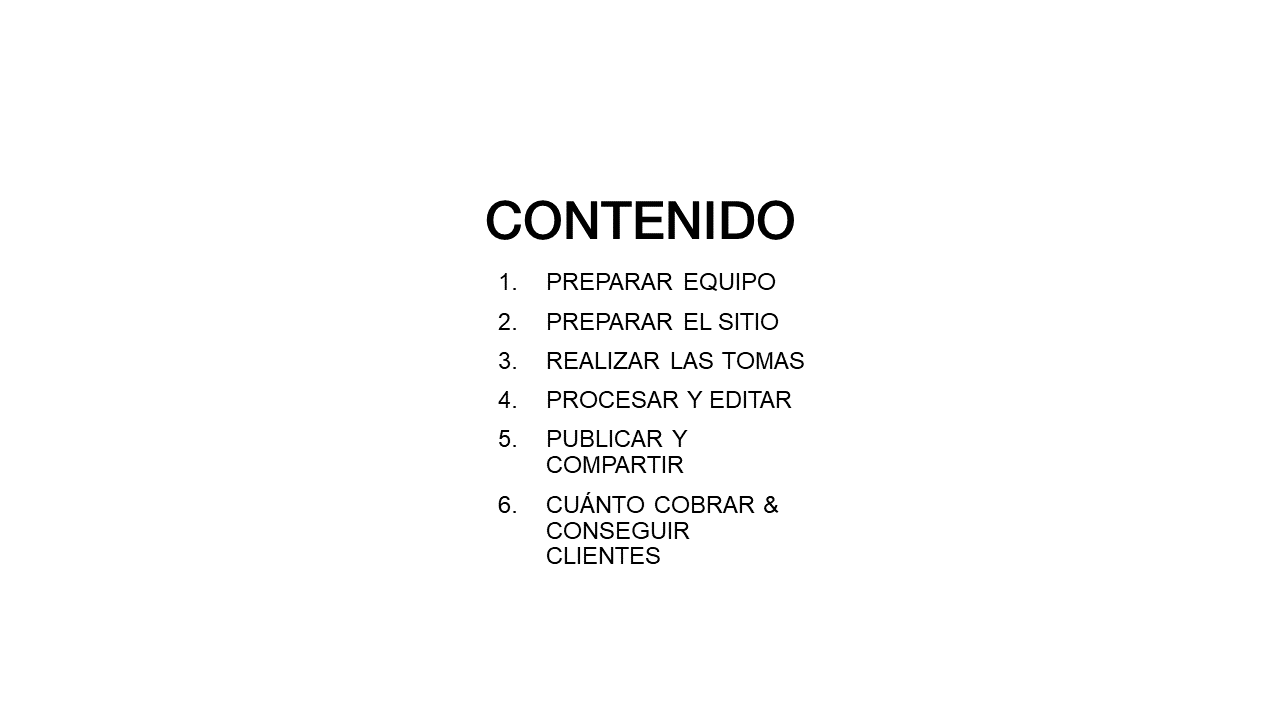 CONTENIDO
1. PREPARAR EQUIPO
2. PREPARAR EL SITIO
3. REALIZAR LAS TOMAS
4. PROCESAR Y EDITAR
5. PUBLICAR Y
COMPARTIR
6. CUÁNTO COBRAR &
CONSEGUIR
CLIENTES